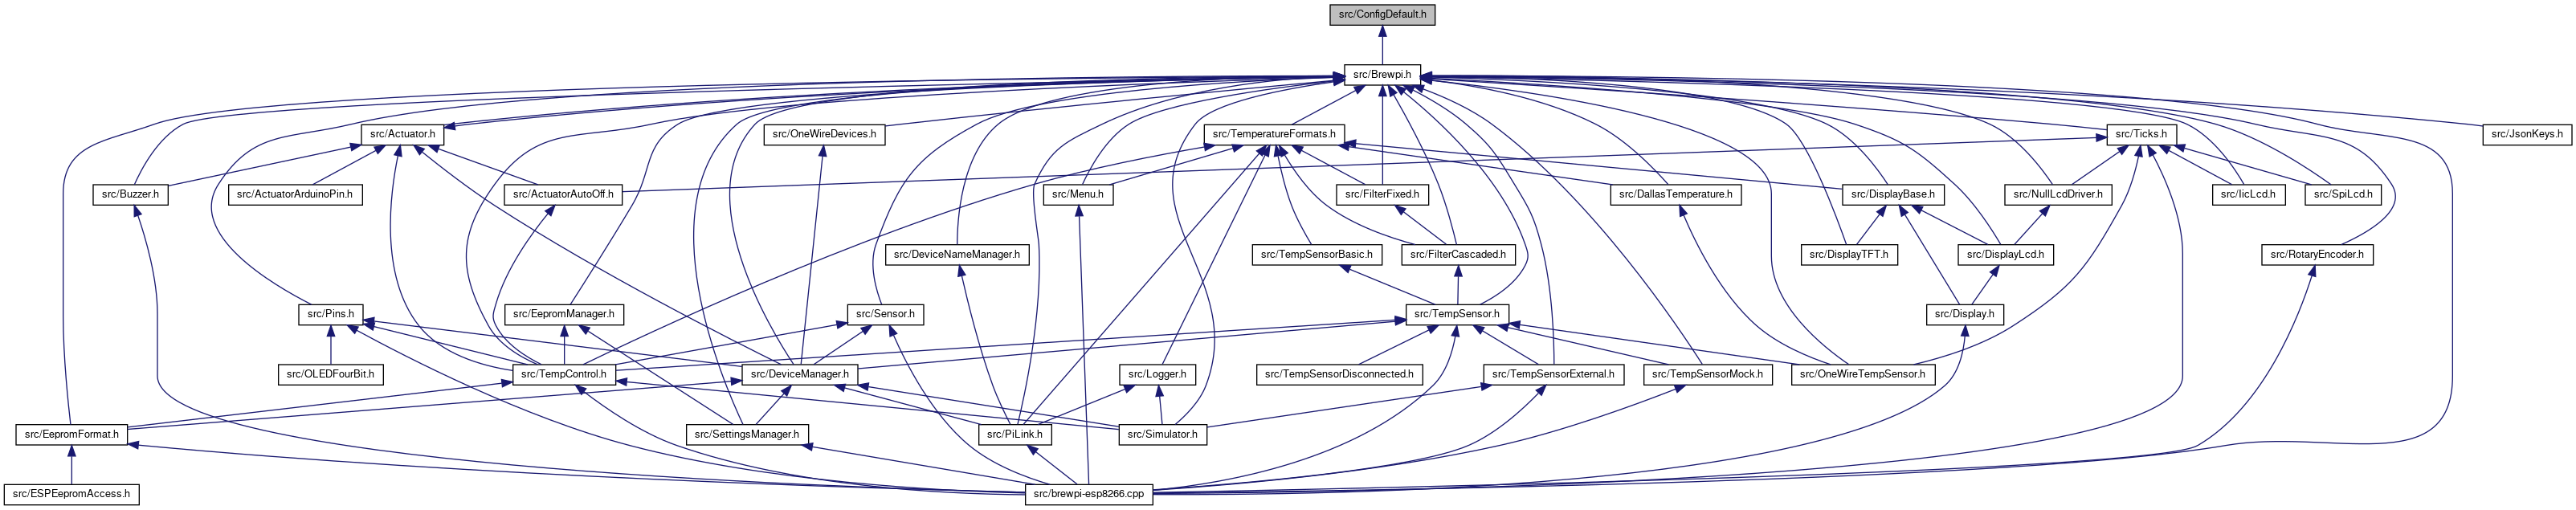 src/ConfigDefault.h
src/Brewpi.h
src/Actuator.h
src/OneWireDevices.h
src/TemperatureFormats.h
src/Ticks.h
src/JsonKeys.h
src/Buzzer.h
src/ActuatorArduinoPin.h
src/ActuatorAutoOff.h
src/Menu.h
src/FilterFixed.h
src/DallasTemperature.h
src/DisplayBase.h
src/NullLcdDriver.h
src/IicLcd.h
src/SpiLcd.h
src/DeviceNameManager.h
src/TempSensorBasic.h
src/FilterCascaded.h
src/DisplayTFT.h
src/DisplayLcd.h
src/RotaryEncoder.h
src/Pins.h
src/EepromManager.h
src/Sensor.h
src/TempSensor.h
src/Display.h
src/OLEDFourBit.h
src/TempControl.h
src/DeviceManager.h
src/Logger.h
src/TempSensorDisconnected.h
src/TempSensorExternal.h
src/TempSensorMock.h
src/OneWireTempSensor.h
src/EepromFormat.h
src/SettingsManager.h
src/PiLink.h
src/Simulator.h
src/ESPEepromAccess.h
src/brewpi-esp8266.cpp